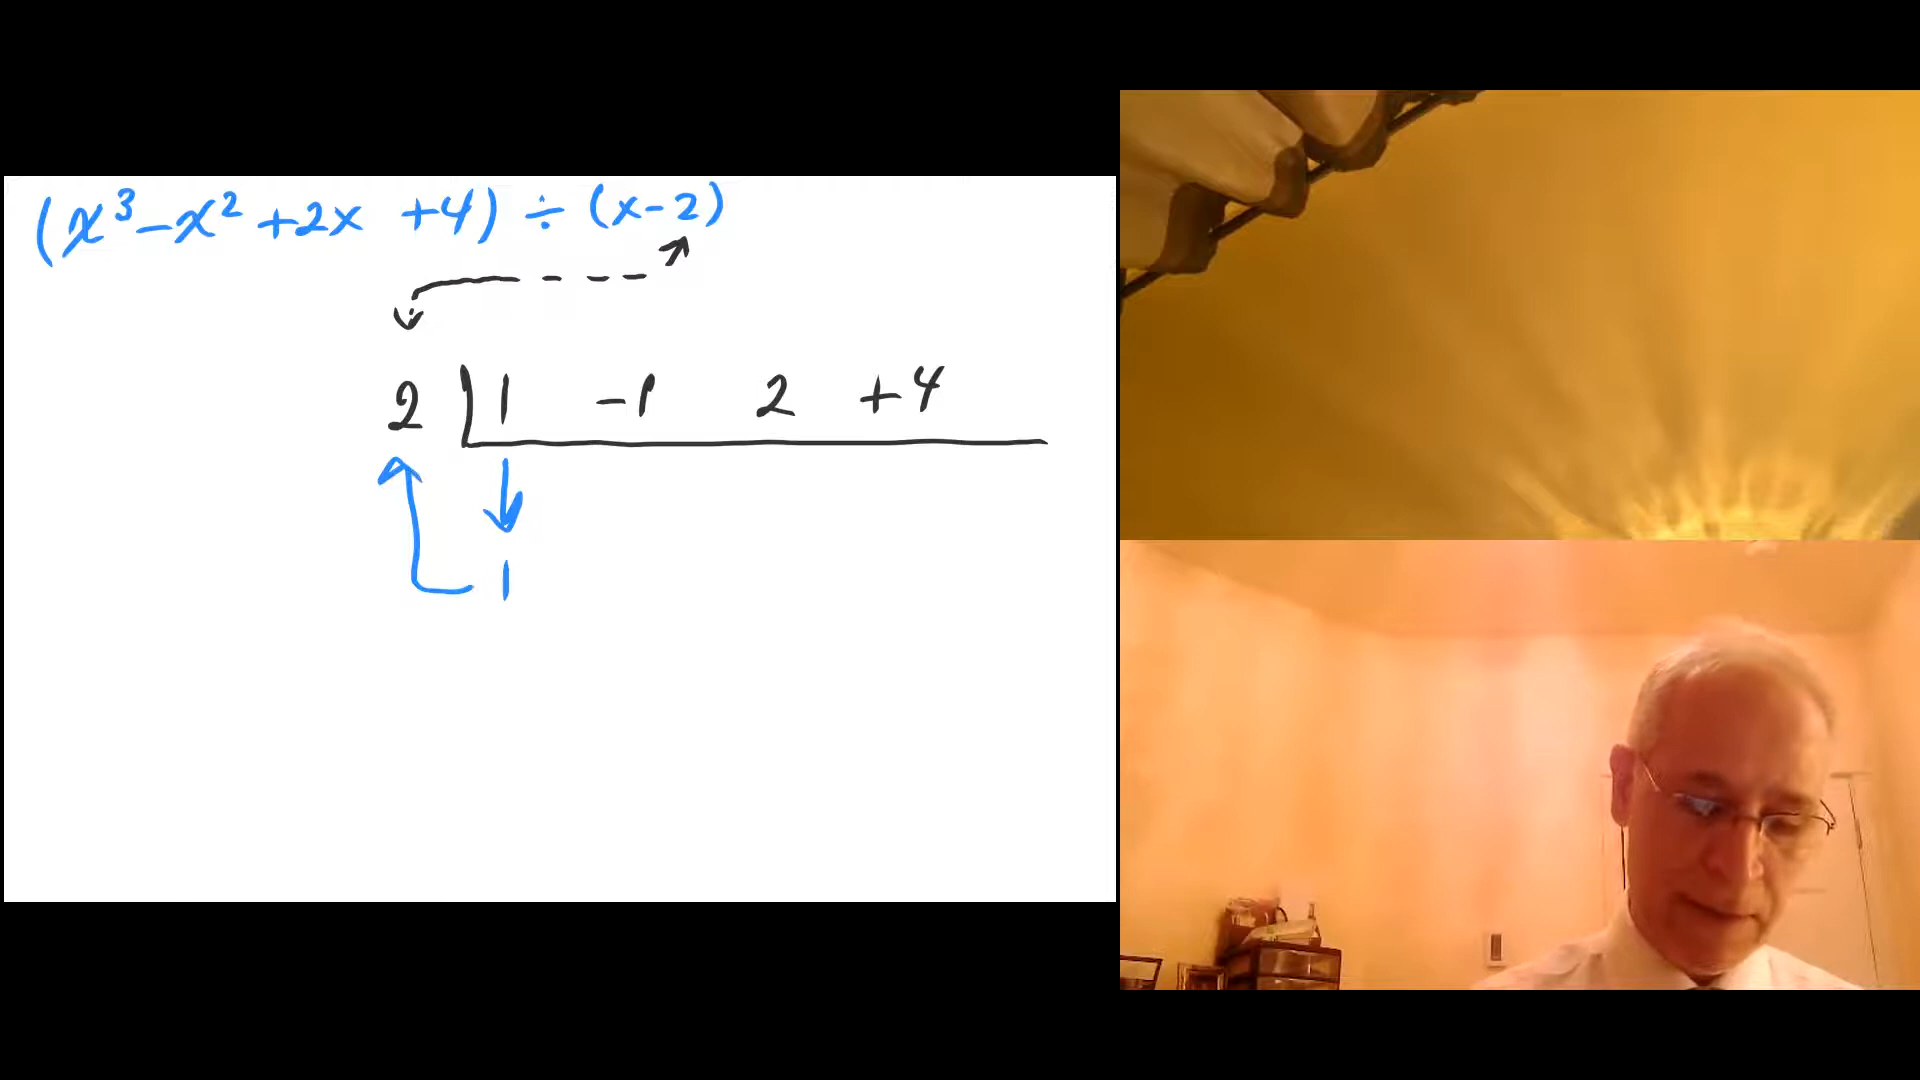 (x³-x²+2x +4) ÷ (x-2)
2 1 -1 2 +4
1